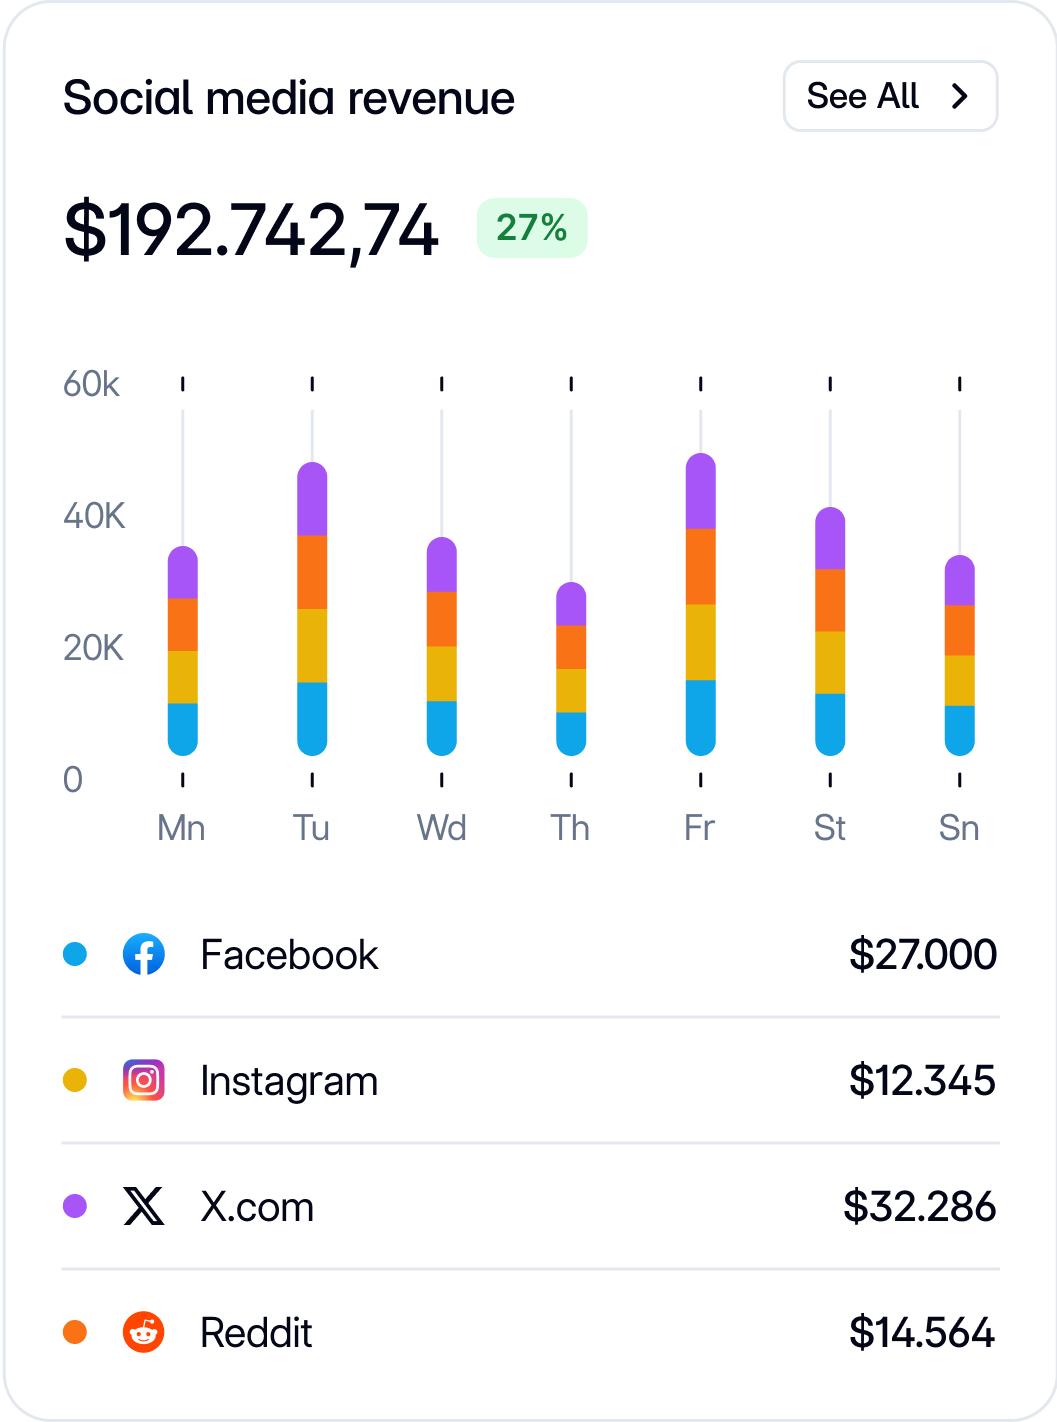 Social media revenue
See All
$192.742,74
27%
60k
40K
20K
0
Mn Tu Wd Th Fr St Sn
Facebook $27.000
Instagram $12.345
X.com $32.286
Reddit $14.564